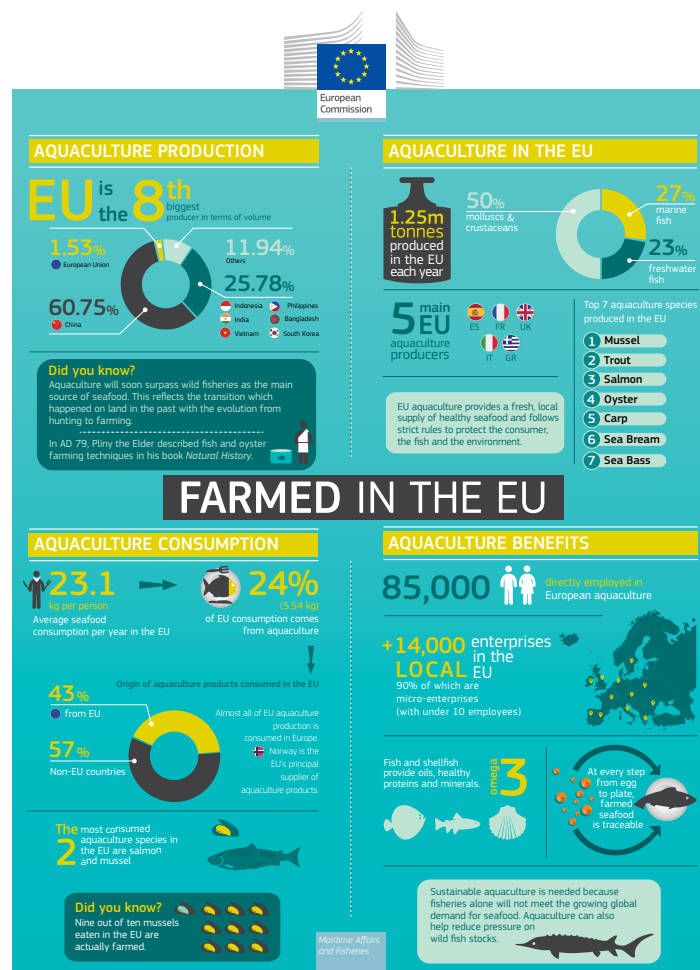 European
Commission
AQUACULTURE PRODUCTION
EU is the 8th
biggest
producer in terms of volume
1.53%
European Union
11.94%
Others
25.78%
Indonesia
Philippines
India
Bangladesh
Vietnam
South Korea
60.75%
China
Did you know?
Aquaculture will soon surpass wild fisheries as the main
source of seafood. This reflects the transition which
happened on land in the past with the evolution from
hunting to farming.
In AD 79, Pliny the Elder described fish and oyster
farming techniques in his book Natural History.
AQUACULTURE IN THE EU
1.25m
tonnes
produced
in the EU
each year
50%
molluscs &
crustaceans
27%
marine
fish
23%
freshwater
fish
5 main
EU
aquaculture
producers
ES FR UK
IT GR
EU aquaculture provides a fresh, local
supply of healthy seafood and follows
strict rules to protect the consumer,
the fish and the environment.
Top 7 aquaculture species
produced in the EU
1 Mussel
2 Trout
3 Salmon
4 Oyster
5 Carp
6 Sea Bream
7 Sea Bass
FARMED IN THE EU
AQUACULTURE CONSUMPTION
23.1
kg per person
Average seafood
consumption per year in the EU
24%
(5.54 kg)
of EU consumption comes
from aquaculture
Origin of aquaculture products consumed in the EU
43%
from EU
57%
Non-EU countries
Almost all of EU aquaculture
production is
consumed in Europe.
Norway is the
EU's principal
supplier of
aquaculture products.
The 2 most consumed
aquaculture species in
the EU are salmon
and mussel
Did you know?
Nine out of ten mussels
eaten in the EU are
actually farmed.
AQUACULTURE BENEFITS
85,000
directly employed in
European aquaculture
+14,000 enterprises
LOCAL in the
EU
90% of which are
micro-enterprises
(with under 10 employees)
Fish and shellfish
provide oils, healthy
proteins and minerals.
omega 3
At every step
from egg
to plate,
farmed
seafood
is traceable
Sustainable aquaculture is needed because
fisheries alone will not meet the growing global
demand for seafood. Aquaculture can also
help reduce pressure on
wild fish stocks.
Maritime Affairs
and Fisheries